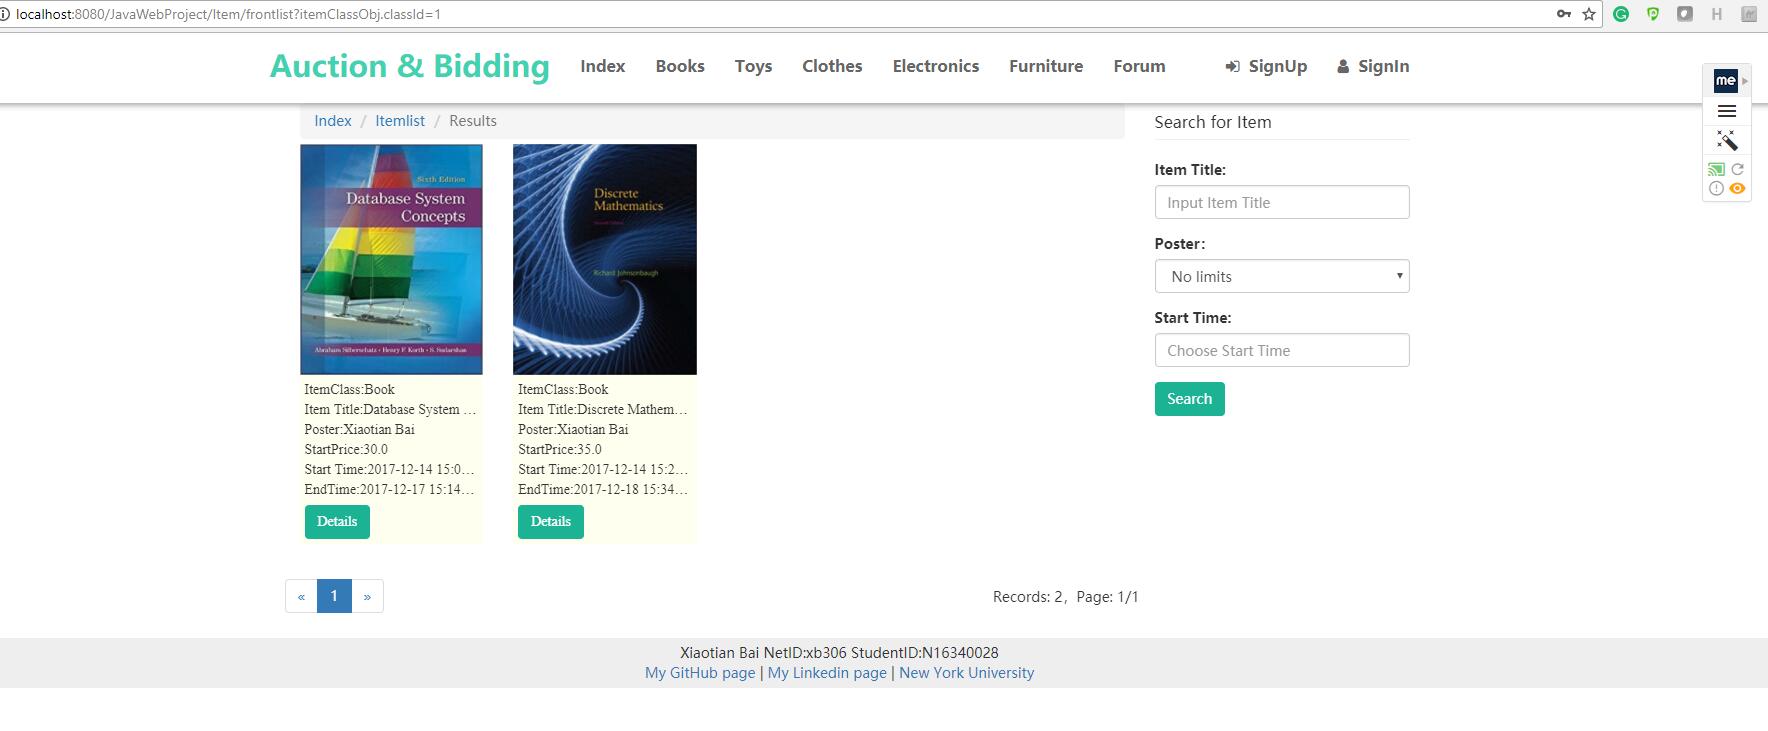 localhost:8080/JavaWebProject/Item/frontlist?itemClassObj.classId=1
Auction & Bidding
Index
Books
Toys
Clothes
Electronics
Furniture
Forum
SignUp
SignIn
me
Index / Itemlist / Results
Sixth Edition
Database System
Concepts
Abraham Silberschatz • Henry F. Korth • S. Sudarshan
ItemClass:Book
Item Title:Database System ...
Poster:Xiaotian Bai
StartPrice:30.0
Start Time:2017-12-14 15:0...
EndTime:2017-12-17 15:14...
Details
Discrete
Mathematics
Seventh Edition
Richard Johnsonbaugh
ItemClass:Book
Item Title:Discrete Mathem...
Poster:Xiaotian Bai
StartPrice:35.0
Start Time:2017-12-14 15:2...
EndTime:2017-12-18 15:34...
Details
Search for Item
Item Title:
Input Item Title
Poster:
No limits
Start Time:
Choose Start Time
Search
« 1 »
Records: 2，Page: 1/1
Xiaotian Bai NetID:xb306 StudentID:N16340028
My GitHub page | My Linkedin page | New York University